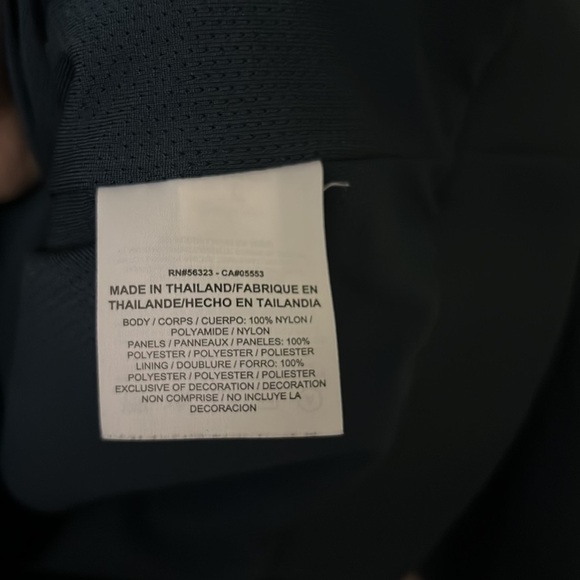 RN#56323 - CA#05553
MADE IN THAILAND/FABRIQUE EN
THAILANDE/HECHO EN TAILANDIA
BODY / CORPS / CUERPO: 100% NYLON /
POLYAMIDE / NYLON
PANELS / PANNEAUX / PANELES: 100%
POLYESTER / POLYESTER / POLIESTER
LINING / DOUBLURE / FORRO: 100%
POLYESTER / POLYESTER / POLIESTER
EXCLUSIVE OF DECORATION / DECORATION
NON COMPRISE / NO INCLUYE LA
DECORACION